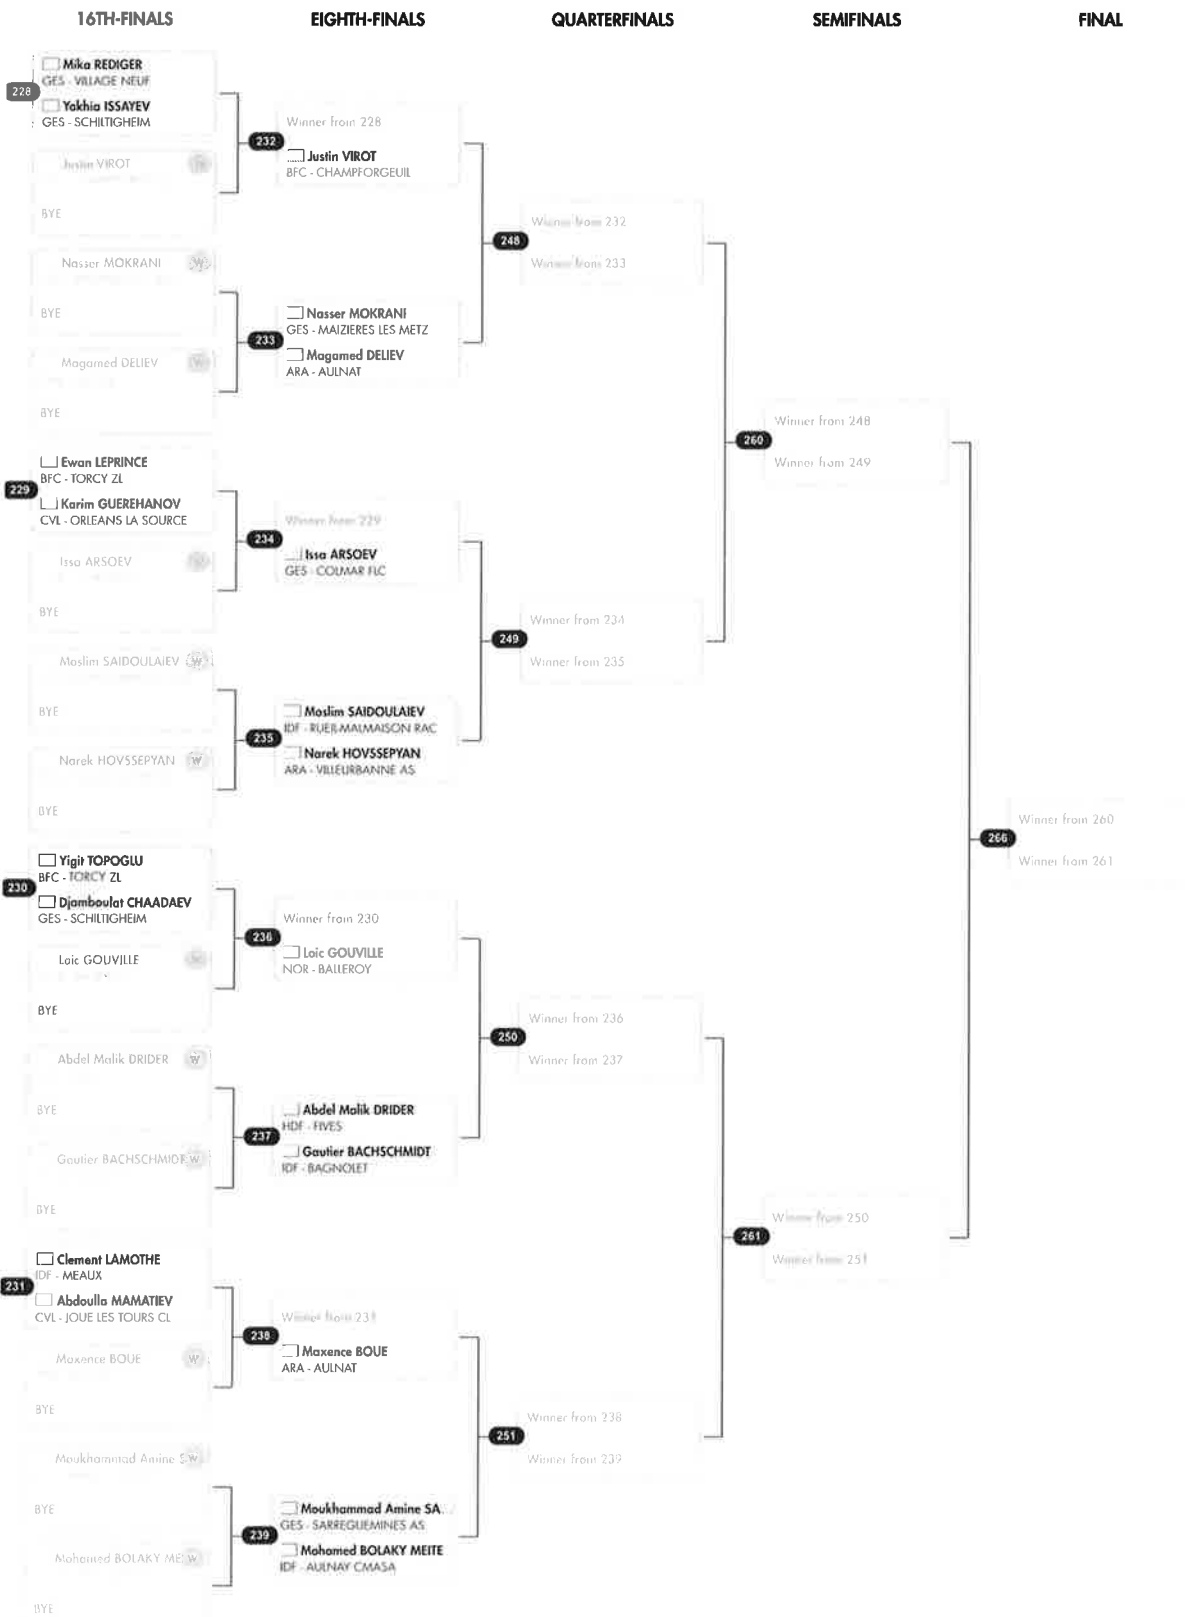 16TH-FINALS
EIGHTH-FINALS
QUARTERFINALS
SEMIFINALS
FINAL
228
Mika REDIGER
GES - VILLAGE NEUF
Yakhia ISSAYEV
GES - SCHILTIGHEIM
Justin VIROT
BYE
Nasser MOKRANI W
BYE
Magamed DELIEV W
BYE
229
Ewan LEPRINCE
BFC - TORCY ZL
Karim GUEREHANOV
CVL - ORLEANS LA SOURCE
Issa ARSOEV
BYE
Moslim SAIDOULAIEV W
BYE
Narek HOVSSEPYAN W
BYE
230
Yigit TOPOGLU
BFC - TORCY ZL
Djamboulat CHAADAEV
GES - SCHILTIGHEIM
Loic GOUVILLE
BYE
Abdel Malik DRIDER W
BYE
Gautier BACHSCHMIDT W
BYE
231
Clement LAMOTHE
IDF - MEAUX
Abdoulla MAMATIEV
CVL - JOUE LES TOURS CL
Maxence BOUE W
BYE
Moukhammad Amine S W
BYE
Mohamed BOLAKY ME W
BYE
232
Winner from 228
Justin VIROT
BFC - CHAMPFORGEUIL
233
Nasser MOKRANI
GES - MAIZIERES LES METZ
Magamed DELIEV
ARA - AULNAT
234
Winner from 229
Issa ARSOEV
GES - COLMAR FLC
235
Moslim SAIDOULAIEV
IDF - RUEIL-MALMAISON RAC
Narek HOVSSEPYAN
ARA - VILLEURBANNE AS
236
Winner from 230
Loic GOUVILLE
NOR - BALLEROY
237
Abdel Malik DRIDER
HDF - FIVES
Gautier BACHSCHMIDT
IDF - BAGNOLET
238
Winner from 231
Maxence BOUE
ARA - AULNAT
239
Moukhammad Amine SA...
GES - SARREGUEMINES AS
Mohamed BOLAKY MEITE
IDF - AULNAY CMASA
248
Winner from 232
Winner from 233
249
Winner from 234
Winner from 235
250
Winner from 236
Winner from 237
251
Winner from 238
Winner from 239
260
Winner from 248
Winner from 249
261
Winner from 250
Winner from 251
266
Winner from 260
Winner from 261